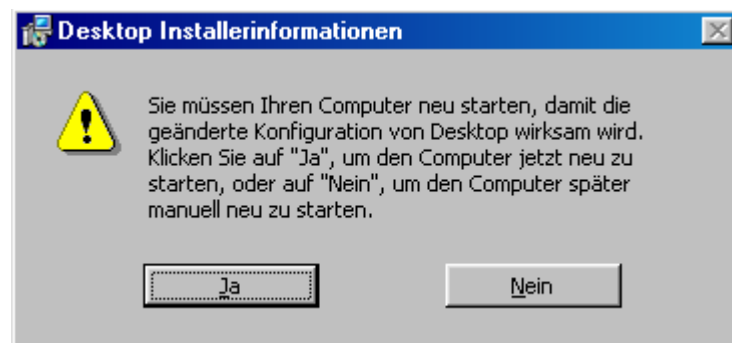 Desktop Installerinformationen
Sie müssen Ihren Computer neu starten, damit die
geänderte Konfiguration von Desktop wirksam wird.
Klicken Sie auf "Ja", um den Computer jetzt neu zu
starten, oder auf "Nein", um den Computer später
manuell neu zu starten.
Ja
Nein